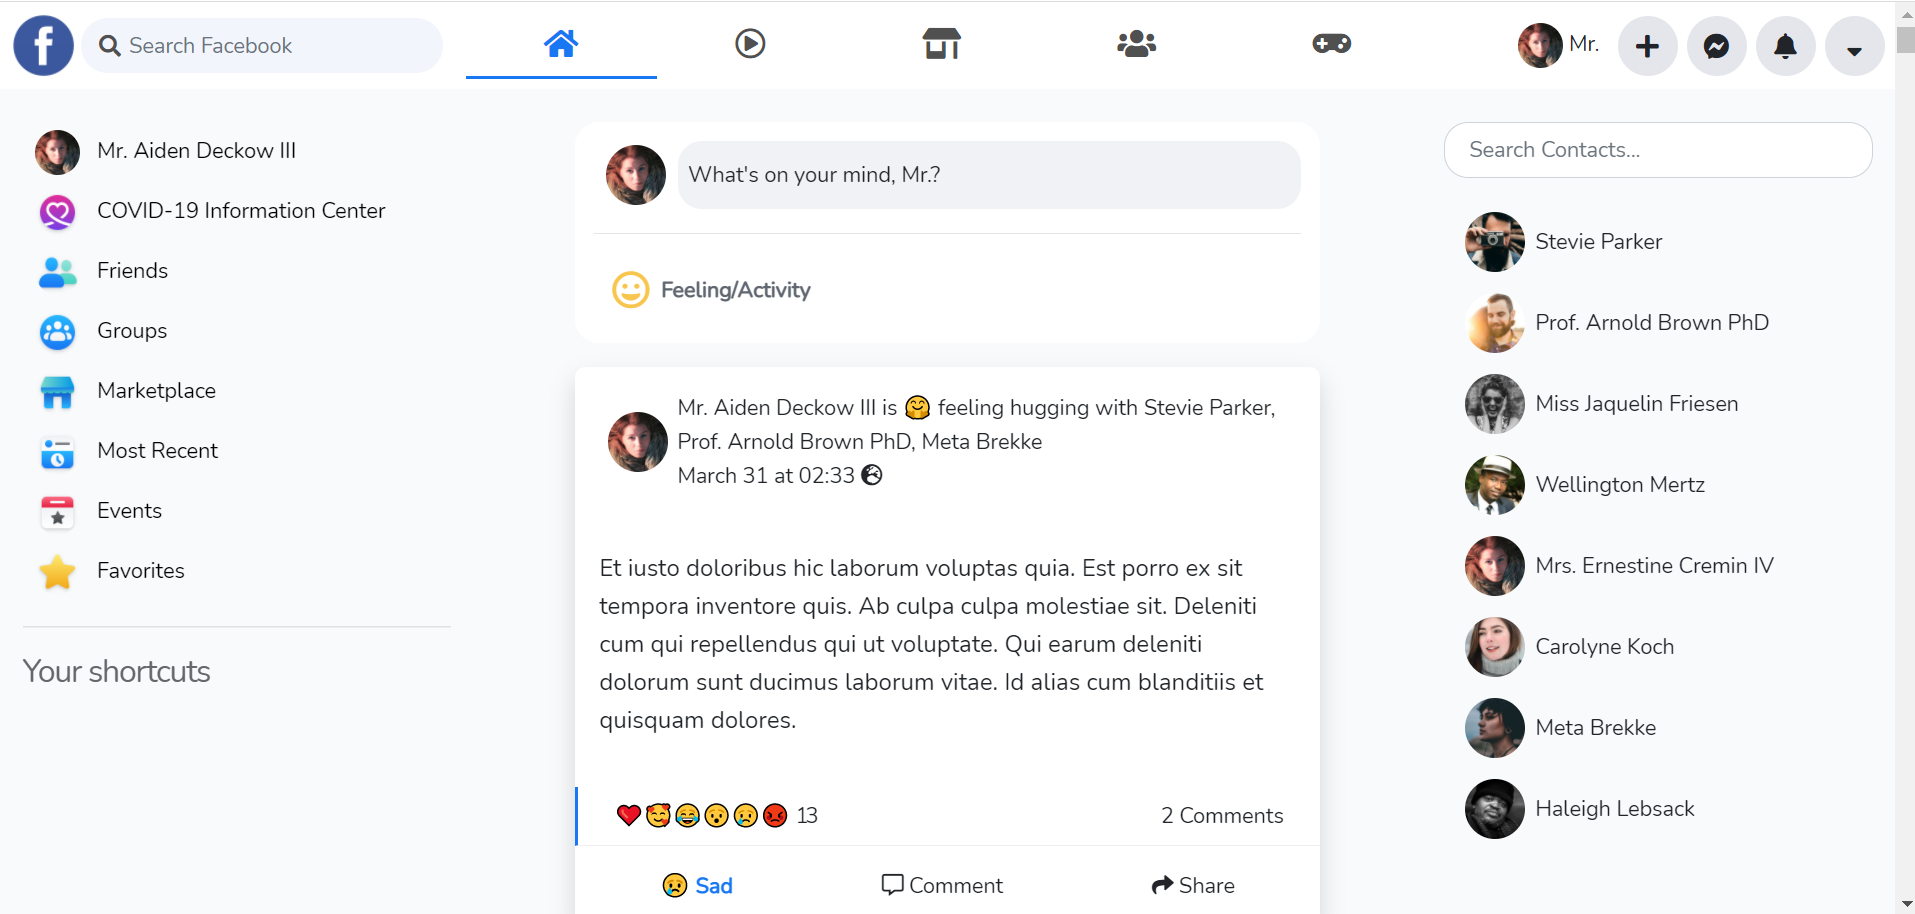 f
Search Facebook
Mr.
Mr. Aiden Deckow III
COVID-19 Information Center
Friends
Groups
Marketplace
Most Recent
Events
Favorites
Your shortcuts
What's on your mind, Mr.?
Feeling/Activity
Mr. Aiden Deckow III is 🤗 feeling hugging with Stevie Parker,
Prof. Arnold Brown PhD, Meta Brekke
March 31 at 02:33
Et iusto doloribus hic laborum voluptas quia. Est porro ex sit
tempora inventore quis. Ab culpa culpa molestiae sit. Deleniti
cum qui repellendus qui ut voluptate. Qui earum deleniti
dolorum sunt ducimus laborum vitae. Id alias cum blanditiis et
quisquam dolores.
❤️🥰😂😯😢😡 13
2 Comments
😢 Sad
Comment
Share
Search Contacts...
Stevie Parker
Prof. Arnold Brown PhD
Miss Jaquelin Friesen
Wellington Mertz
Mrs. Ernestine Cremin IV
Carolyne Koch
Meta Brekke
Haleigh Lebsack